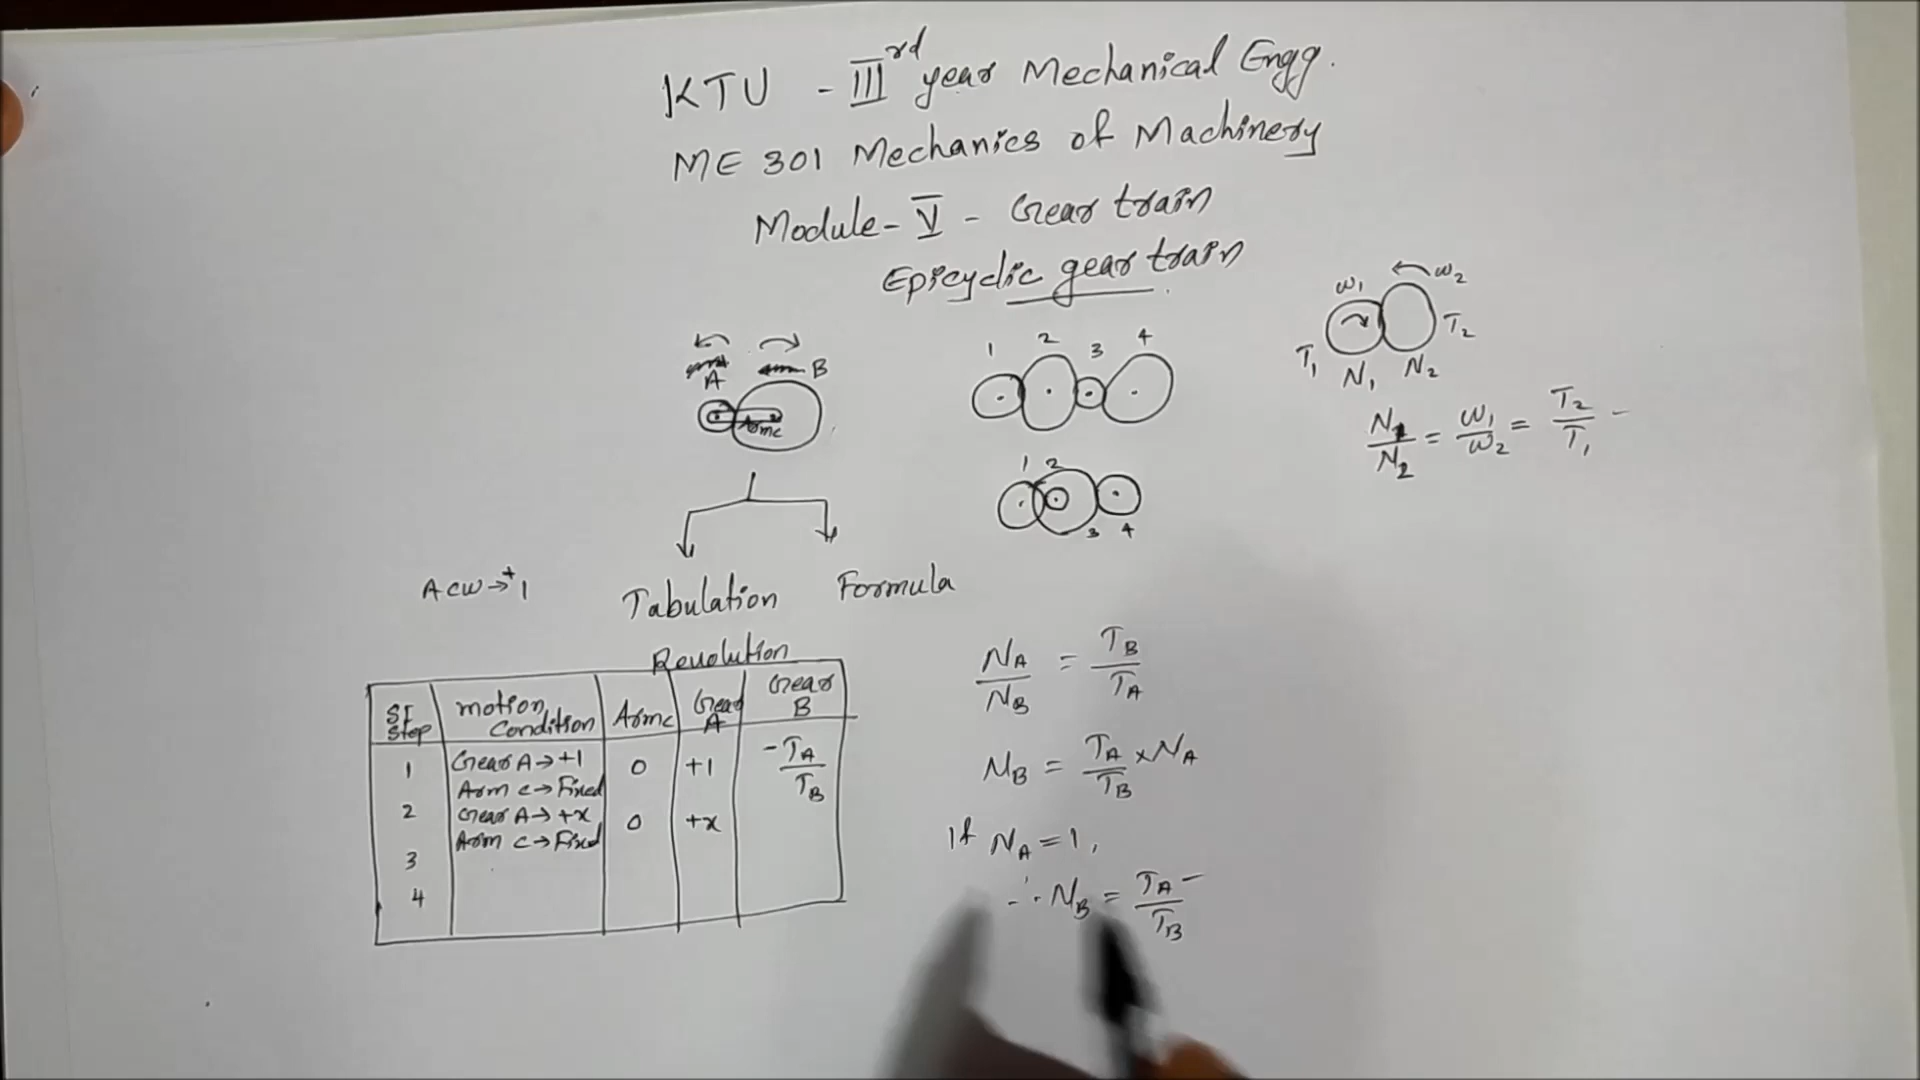 KTU - IIIrd year Mechanical Engg.
ME 301 Mechanics of Machinery
Module - V - Gear train
Epicyclic gear train
A B
Arm C
1 2 3 4
1 2
3 4
ω1 ω2
T1 N1 N2 T2
N1/N2 = ω1/ω2 = T2/T1 -
ACW → +1
Tabulation Formula
Revolution
Step motion Condition Arm C Gear A Gear B
1 Gear A → +1 Arm C → Fixed 0 +1 -TA/TB
2 Gear A → +x Arm C → Fixed 0 +x
3
4
NA/NB = TB/TA
NB = TA/TB × NA
If NA = 1,
∴ NB = TA/TB -